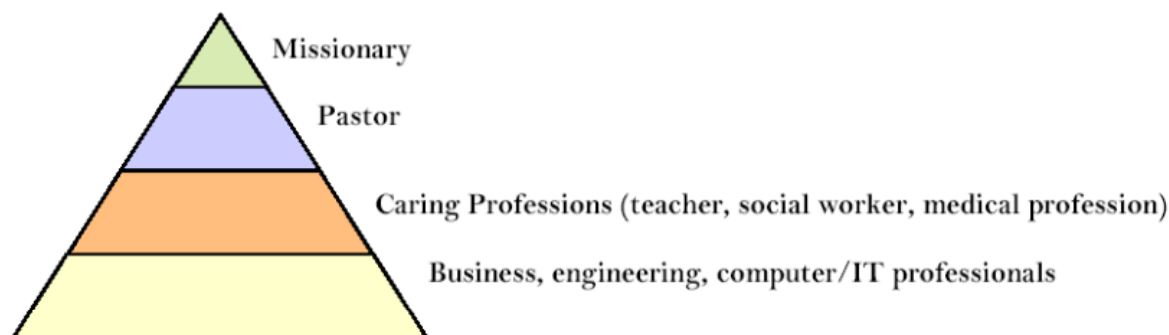 Missionary
Pastor
Caring Professions (teacher, social worker, medical profession)
Business, engineering, computer/IT professionals